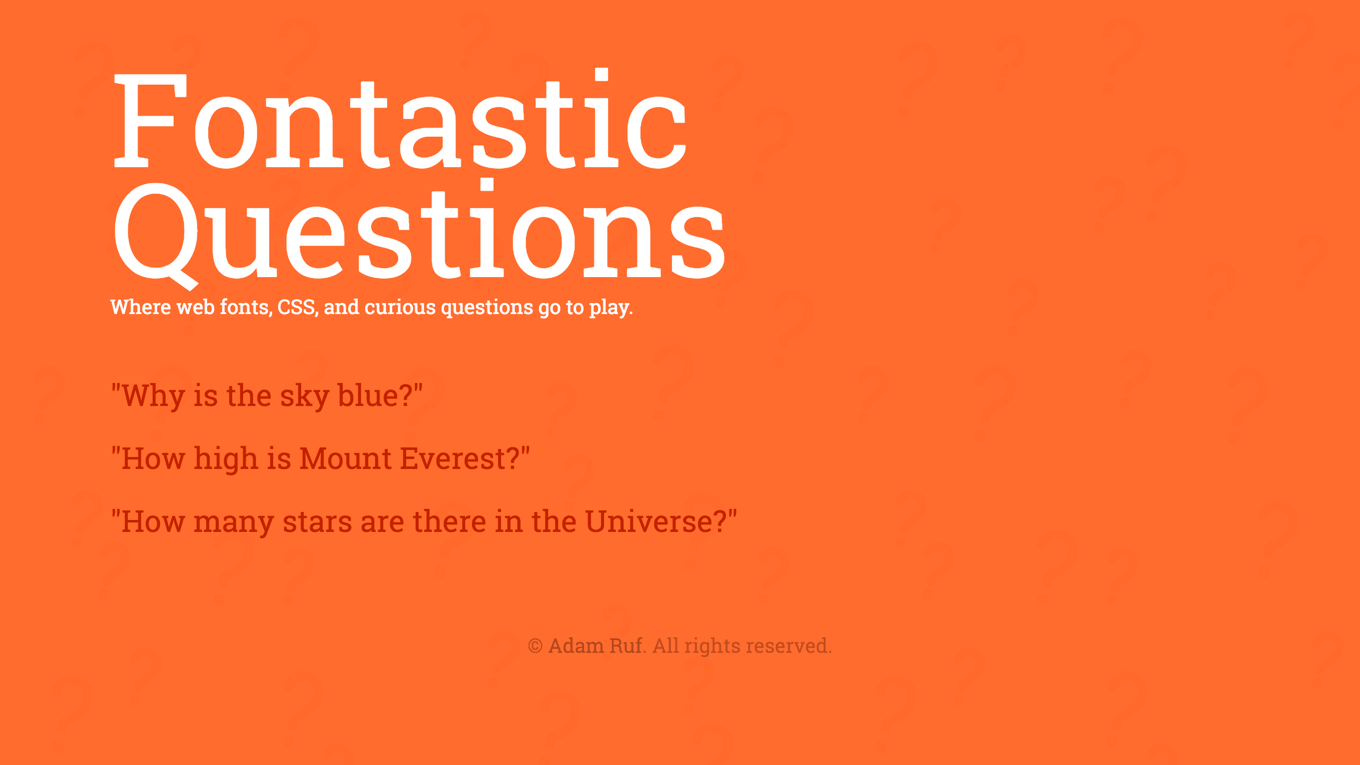 Fontastic
Questions
Where web fonts, CSS, and curious questions go to play.
"Why is the sky blue?"
"How high is Mount Everest?"
"How many stars are there in the Universe?"
© Adam Ruf. All rights reserved.